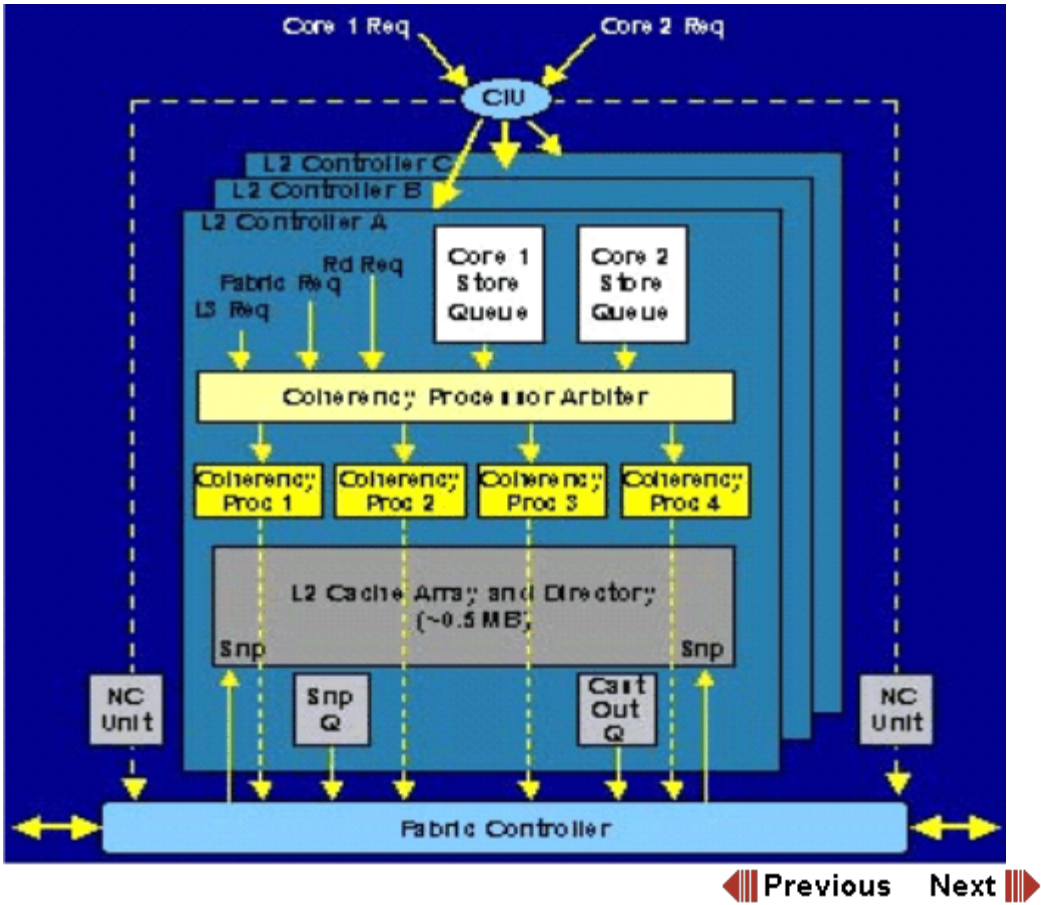 Core 1 Req
Core 2 Req
CIU
L2 Controller C
L2 Controller B
L2 Controller A
Rd Req
Fabric Req
L3 Req
Core 1
Store
Queue
Core 2
Store
Queue
Coherency Processor Arbiter
Coherency
Proc 1
Coherency
Proc 2
Coherency
Proc 3
Coherency
Proc 4
L2 Cache Array and Directory
(~0.5 MB)
Snp
Snp
NC
Unit
Snp
Q
Cast
Out
Q
NC
Unit
Fabric Controller
Previous
Next